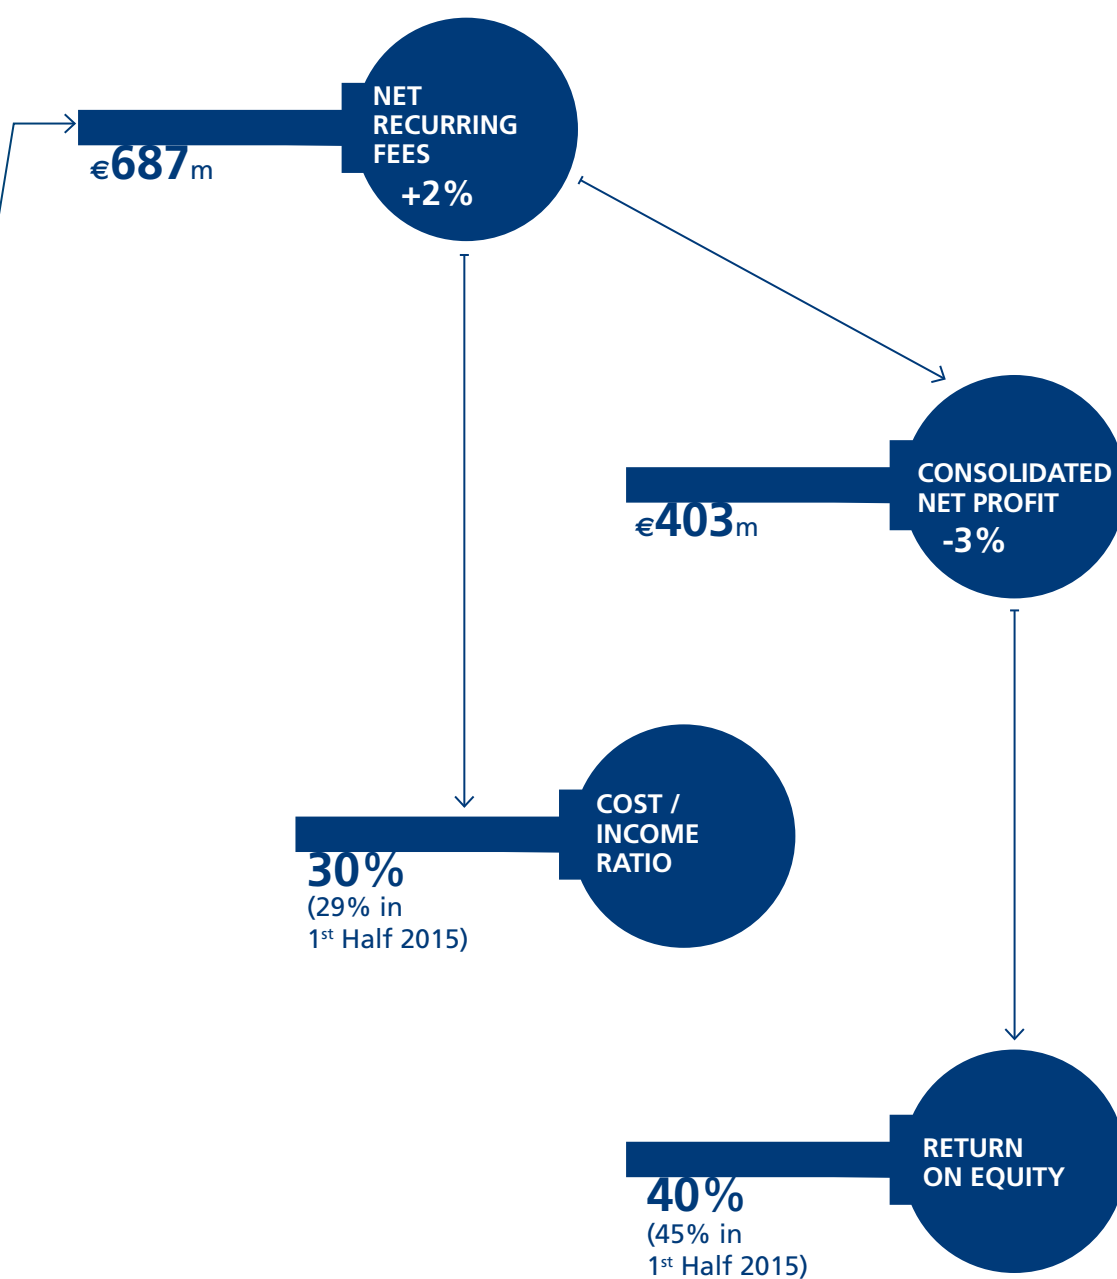 NET
RECURRING
FEES
+2%
€687m
CONSOLIDATED
NET PROFIT
-3%
€403m
COST /
INCOME
RATIO
30%
(29% in
1st Half 2015)
RETURN
ON EQUITY
40%
(45% in
1st Half 2015)